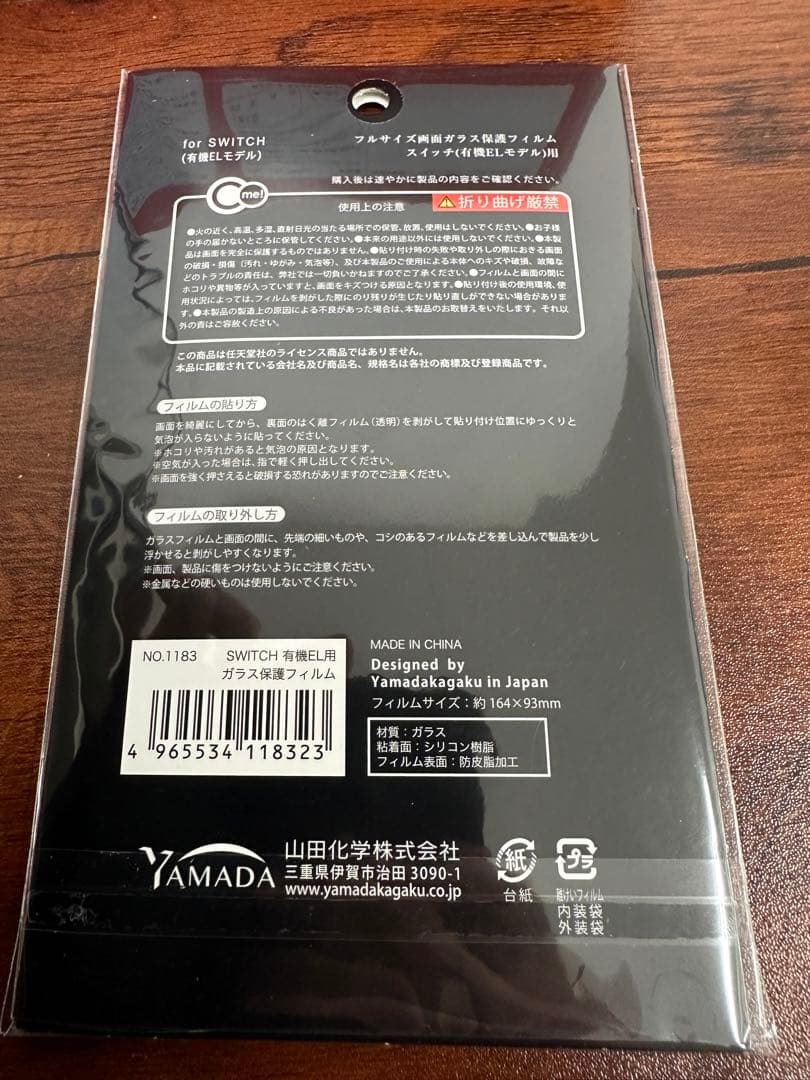 for SWITCH
(有機ELモデル)
フルサイズ画面ガラス保護フィルム
スイッチ(有機ELモデル)用
購入後は速やかに製品の内容をご確認ください。
me!
使用上の注意
⚠折り曲げ厳禁
●火の近く、高温、多湿、直射日光の当たる場所での保管、放置、使用はしないでください。●お子様
の手の届かないところに保管してください。●本来の用途以外には使用しないでください。●本製
品は画面を完全に保護するものではありません。●貼り付け時の失敗や取り外しの際におきる画面
の破損・損傷（汚れ・ゆがみ・気泡等）、及び本製品のご使用による本体へのキズや破損、故障な
どのトラブルの責任は、弊社では一切負いかねますのでご了承ください。●フィルムと画面の間に
ホコリや異物等が入っていますと、画面をキズつける原因となります。●貼り付け後の使用環境、使
用状況によっては、フィルムを剥がした際にのり残りが生じたり貼り直しができない場合がありま
す。●本製品の製造上の原因による不良があった場合は、本製品のお取替えをいたします。それ以
外の責はご容赦ください。
この商品は任天堂社のライセンス商品ではありません。
本品に記載されている会社名及び商品名、規格名は各社の商標及び登録商品です。
フィルムの貼り方
画面を綺麗にしてから、裏面のはく離フィルム（透明）を剥がして貼り付け位置にゆっくりと
気泡が入らないように貼ってください。
※ホコリや汚れがあると気泡の原因となります。
※空気が入った場合は、指で軽く押し出してください。
※画面を強く押さえると破損する恐れがありますのでご注意ください。
フィルムの取り外し方
ガラスフィルムと画面の間に、先端の細いものや、コシのあるフィルムなどを差し込んで製品を少し
浮かせると剥がしやすくなります。
※画面、製品に傷をつけないようにご注意ください。
※金属などの硬いものは使用しないでください。
NO.1183 SWITCH 有機EL用
ガラス保護フィルム
4 965534 118323
MADE IN CHINA
Designed by
Yamadakagaku in Japan
フィルムサイズ：約 164×93mm
材質：ガラス
粘着面：シリコン樹脂
フィルム表面：防皮脂加工
YAMADA
山田化学株式会社
三重県伊賀市治田 3090-1
www.yamadakagaku.co.jp
紙
台紙
プラ
内装袋
外装袋